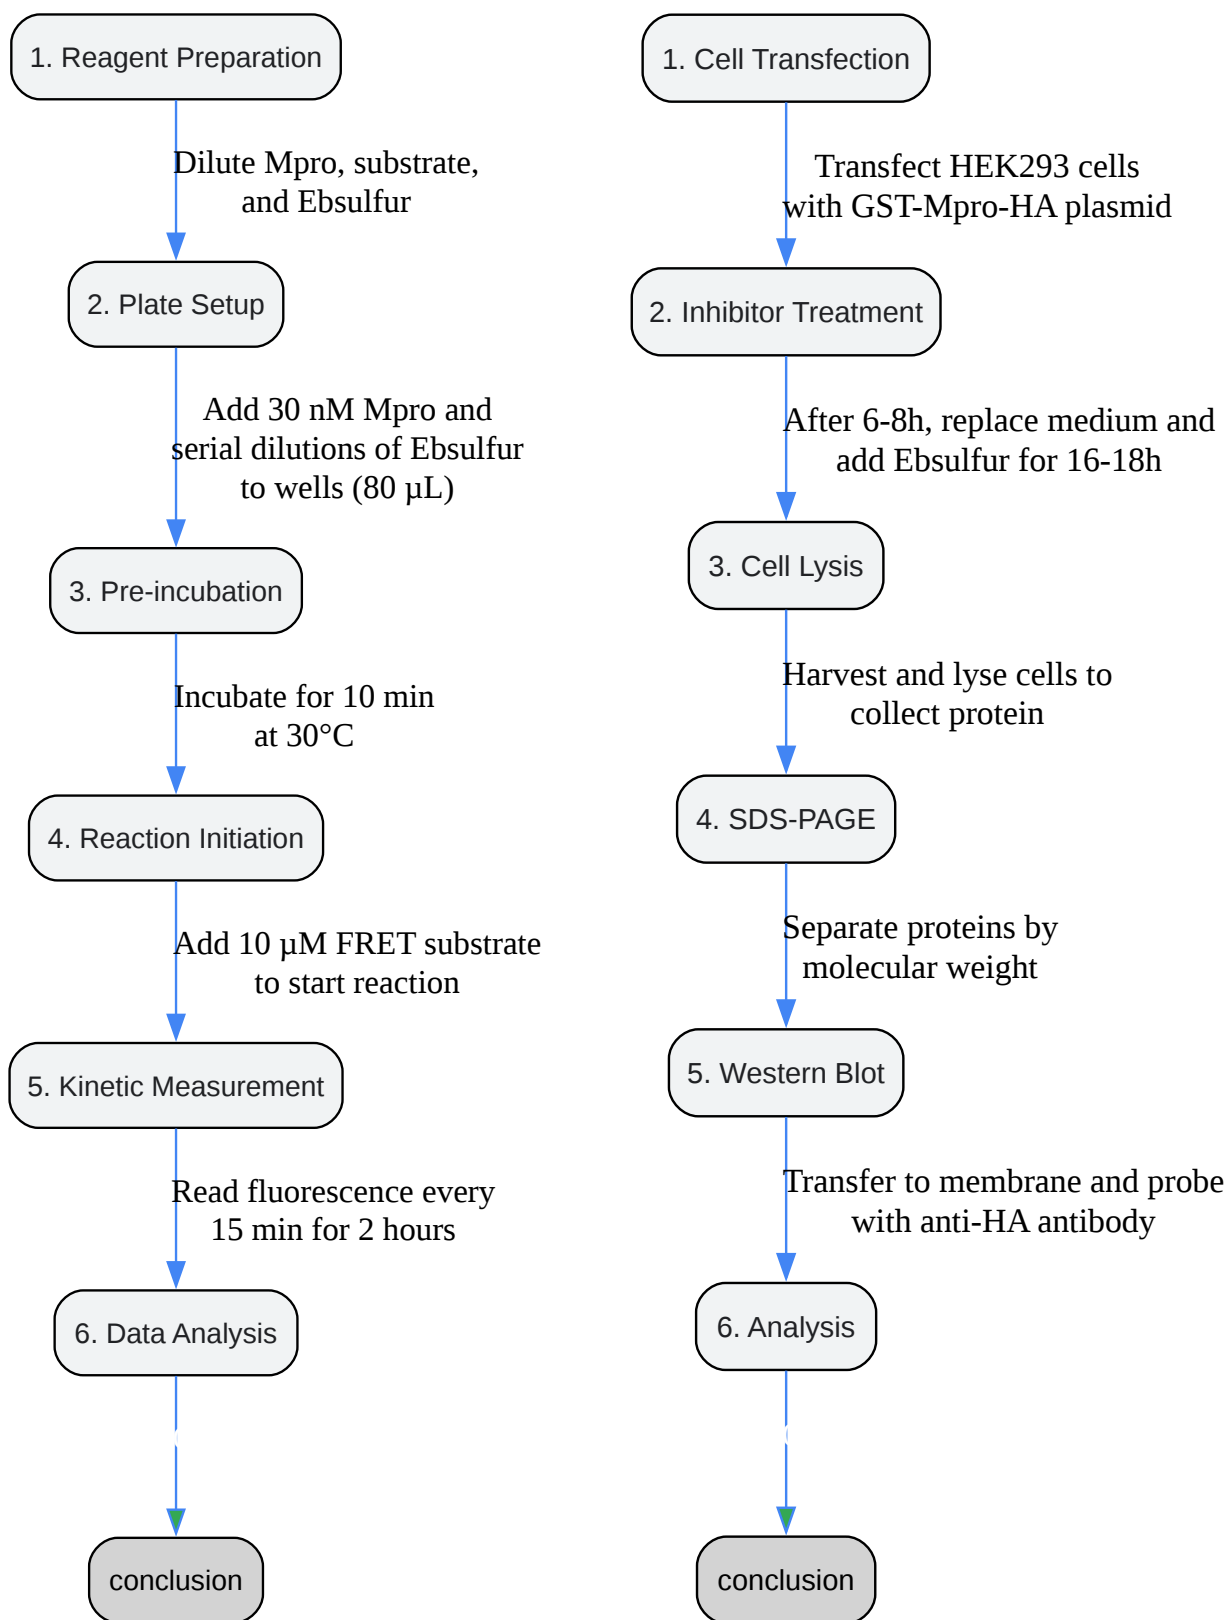 1. Reagent Preparation
Dilute Mpro, substrate,
and Ebsulfur
2. Plate Setup
Add 30 nM Mpro and
serial dilutions of Ebsulfur
to wells (80 µL)
3. Pre-incubation
Incubate for 10 min
at 30°C
4. Reaction Initiation
Add 10 µM FRET substrate
to start reaction
5. Kinetic Measurement
Read fluorescence every
15 min for 2 hours
6. Data Analysis
conclusion
1. Cell Transfection
Transfect HEK293 cells
with GST-Mpro-HA plasmid
2. Inhibitor Treatment
After 6-8h, replace medium and
add Ebsulfur for 16-18h
3. Cell Lysis
Harvest and lyse cells to
collect protein
4. SDS-PAGE
Separate proteins by
molecular weight
5. Western Blot
Transfer to membrane and probe
with anti-HA antibody
6. Analysis
conclusion